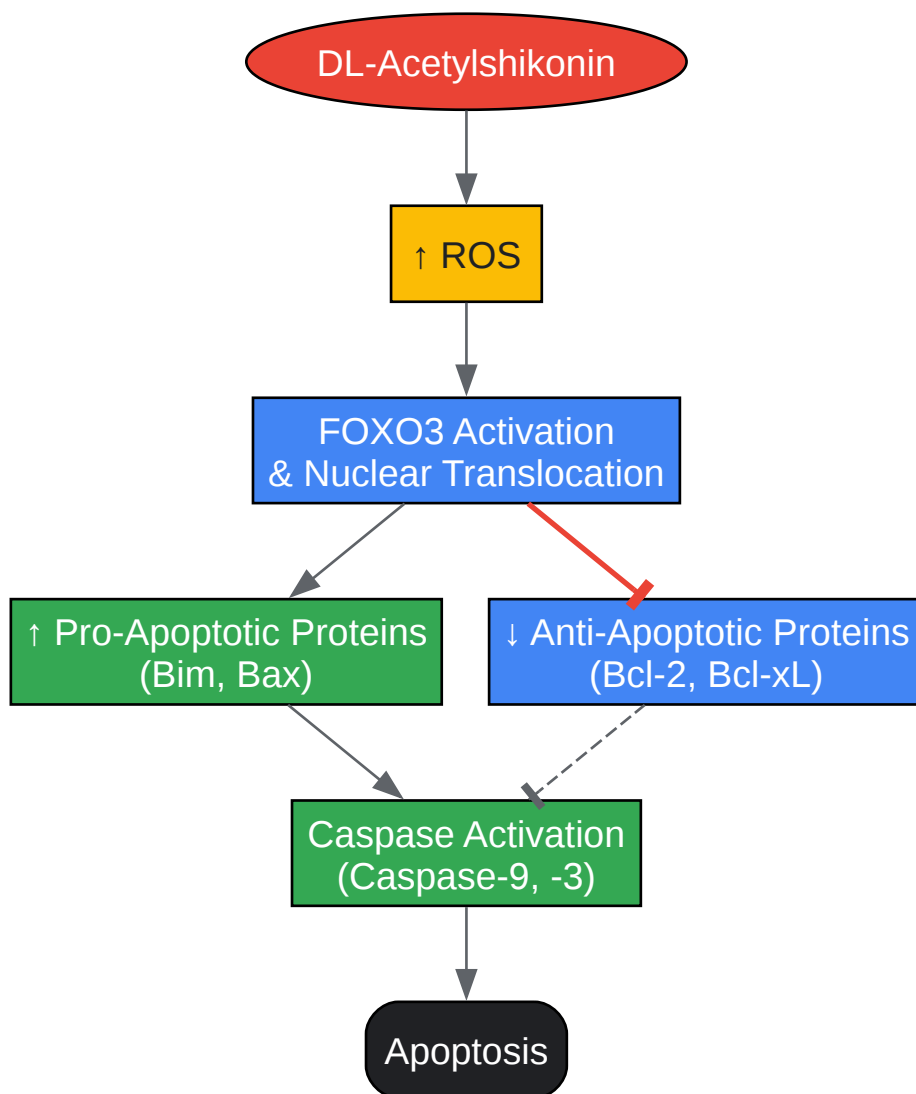 DL-Acetylshikonin
↑ ROS
FOXO3 Activation
& Nuclear Translocation
↑ Pro-Apoptotic Proteins
(Bim, Bax)
↓ Anti-Apoptotic Proteins
(Bcl-2, Bcl-xL)
Caspase Activation
(Caspase-9, -3)
Apoptosis